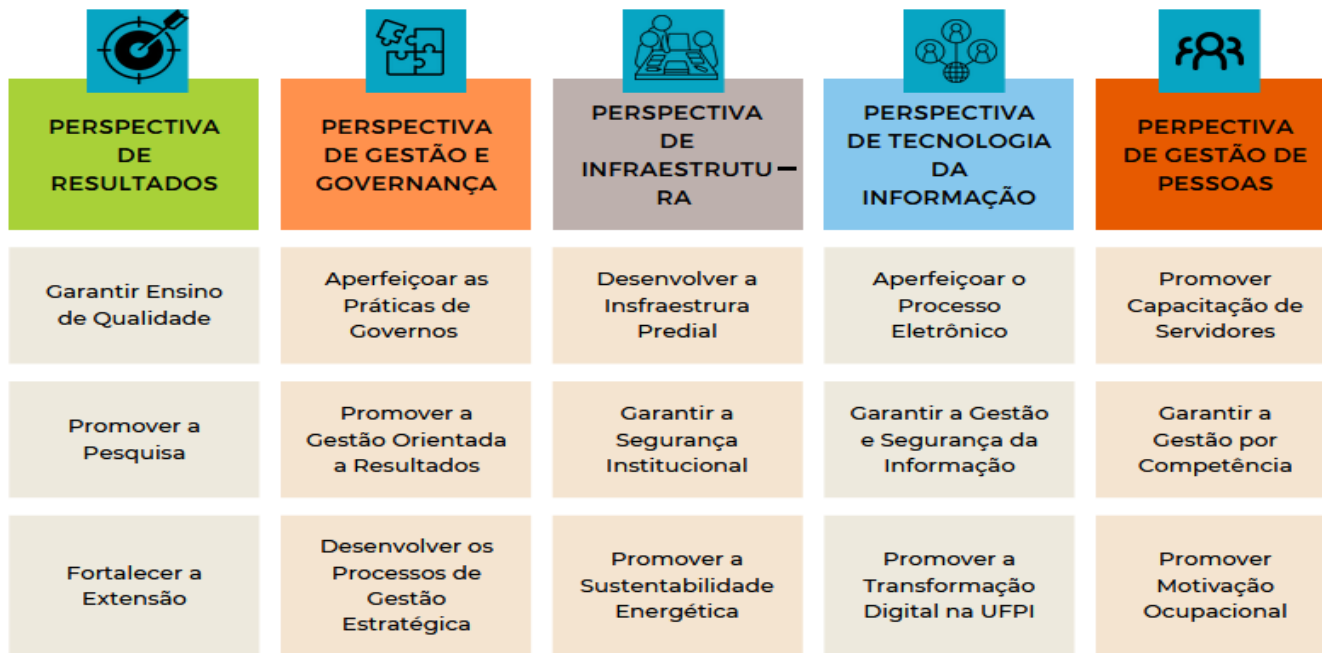 PERSPECTIVA
DE
RESULTADOS
PERSPECTIVA
DE GESTÃO E
GOVERNANÇA
PERSPECTIVA
DE
INFRAESTRUTU-
RA
PERSPECTIVA
DE TECNOLOGIA
DA
INFORMAÇÃO
PERPECTIVA
DE GESTÃO DE
PESSOAS
Garantir Ensino
de Qualidade
Aperfeiçoar as
Práticas de
Governos
Desenvolver a
Insfraestrura
Predial
Aperfeiçoar o
Processo
Eletrônico
Promover
Capacitação de
Servidores
Promover a
Pesquisa
Promover a
Gestão Orientada
a Resultados
Garantir a
Segurança
Institucional
Garantir a Gestão
e Segurança da
Informação
Garantir a
Gestão por
Competência
Fortalecer a
Extensão
Desenvolver os
Processos de
Gestão
Estratégica
Promover a
Sustentabilidade
Energética
Promover a
Transformação
Digital na UFPI
Promover
Motivação
Ocupacional